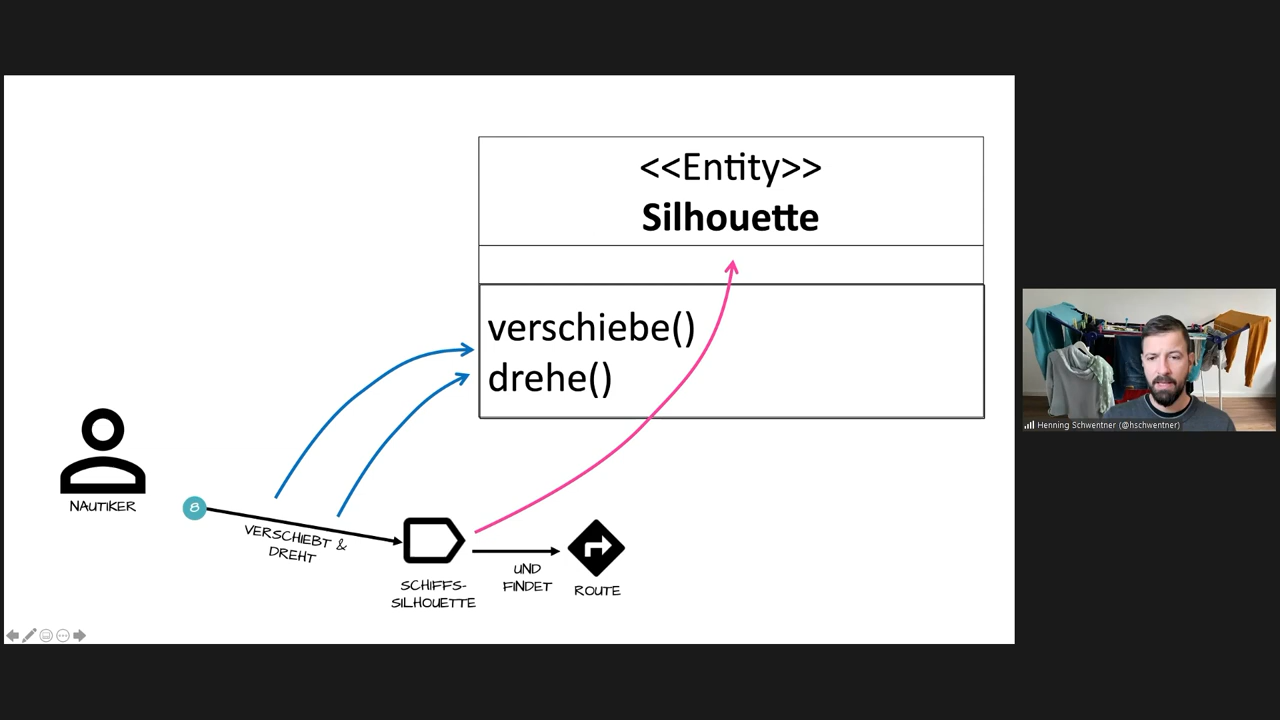 <<Entity>>
Silhouette
verschiebe()
drehe()
NAUTIKER
8
VERSCHIEBT &
DREHT
SCHIFFS-
SILHOUETTE
UND
FINDET
ROUTE
Henning Schwentner (@hschwentner)